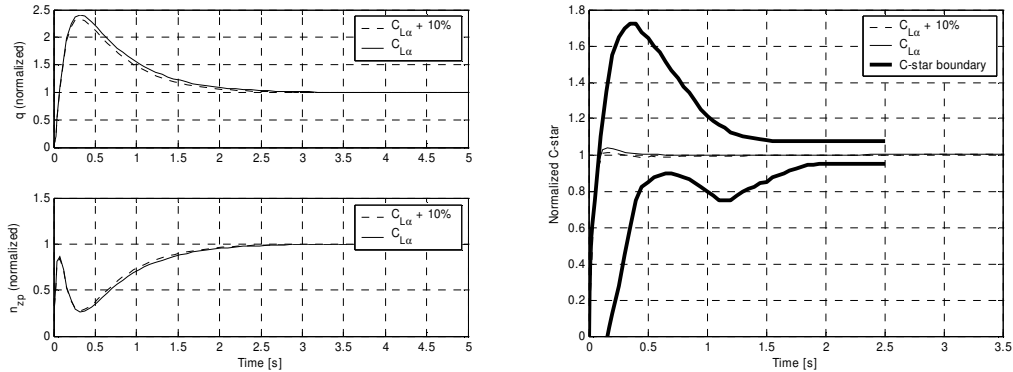 2.5
2
1.5
1
0.5
0
q (normalized)
C_Lα + 10%
C_Lα
0 0.5 1 1.5 2 2.5 3 3.5 4 4.5 5
Time [s]
1.5
1
0.5
0
n_zp (normalized)
C_Lα + 10%
C_Lα
0 0.5 1 1.5 2 2.5 3 3.5 4 4.5 5
Time [s]
1.8
1.6
1.4
1.2
1
0.8
0.6
0.4
0.2
0
Normalized C-star
C_Lα + 10%
C_Lα
C-star boundary
0 0.5 1 1.5 2 2.5 3 3.5
Time [s]